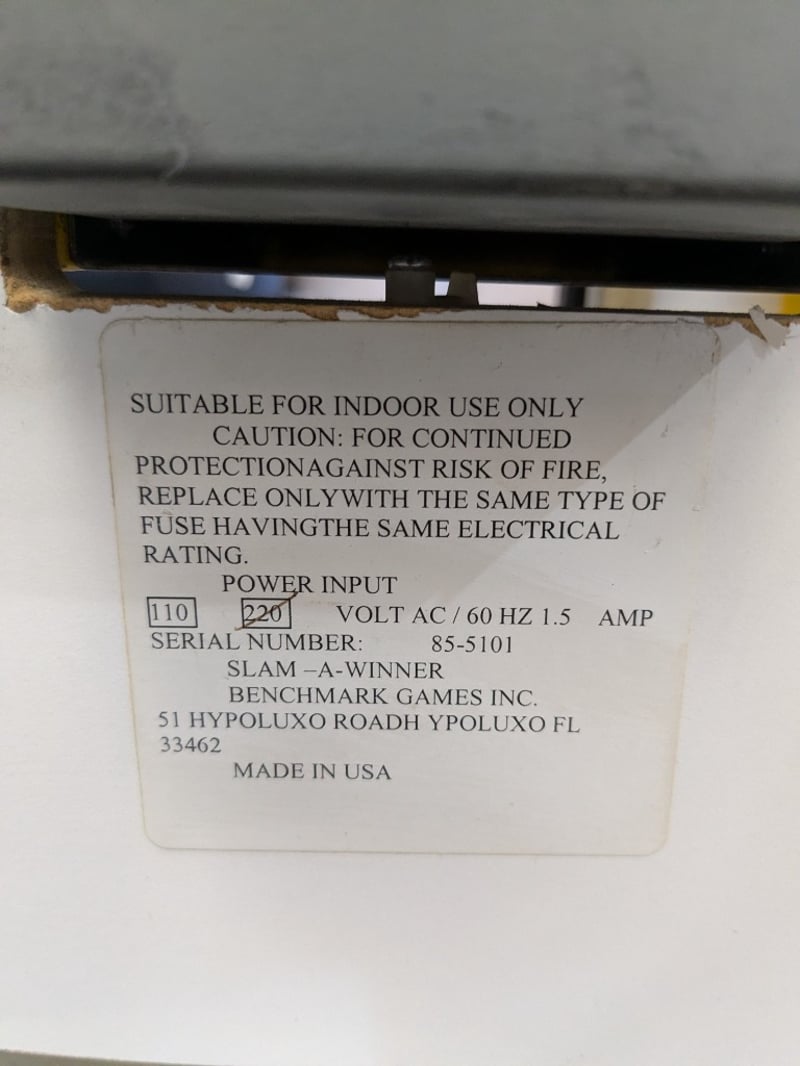 SUITABLE FOR INDOOR USE ONLY
CAUTION: FOR CONTINUED
PROTECTIONAGAINST RISK OF FIRE,
REPLACE ONLYWITH THE SAME TYPE OF
FUSE HAVINGTHE SAME ELECTRICAL
RATING.
POWER INPUT
110 220 VOLT AC / 60 HZ 1.5 AMP
SERIAL NUMBER: 85-5101
SLAM –A-WINNER
BENCHMARK GAMES INC.
51 HYPOLUXO ROADH YPOLUXO FL
33462
MADE IN USA